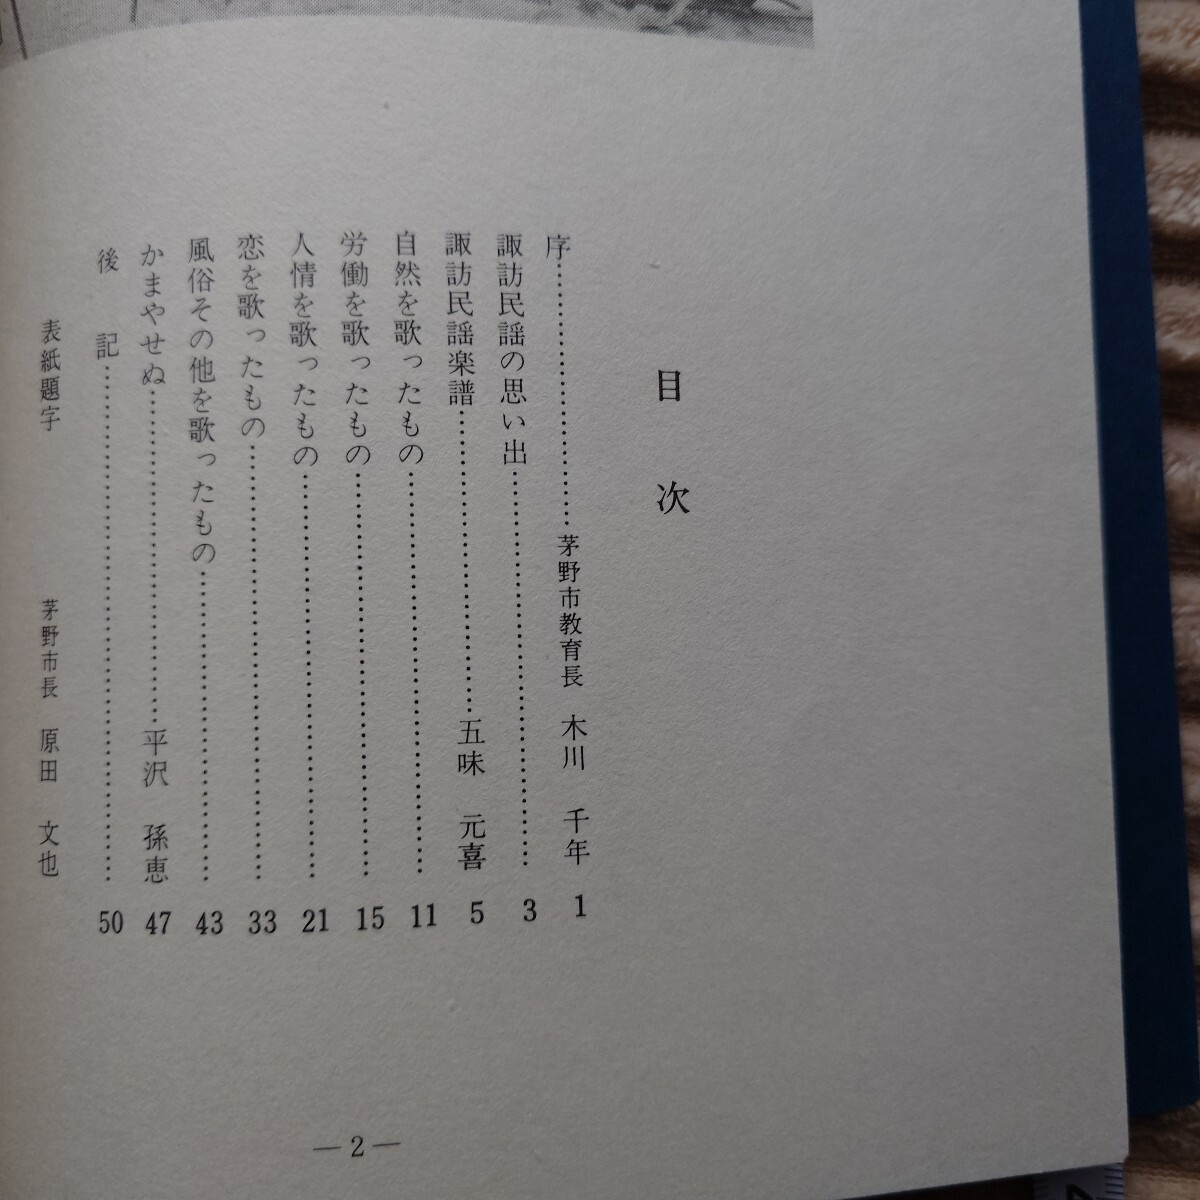 目次
序……………………茅野市教育長 木川 千年 1
諏訪民謡の思い出……………………3
諏訪民謡楽譜……………………五味 元喜 5
自然を歌ったもの……………………11
労働を歌ったもの……………………15
人情を歌ったもの……………………21
恋を歌ったもの……………………33
風俗その他を歌ったもの……………………43
かまやせぬ……………………平沢 孫恵 47
後記……………………50
表紙題字 茅野市長 原田 文也
—2—